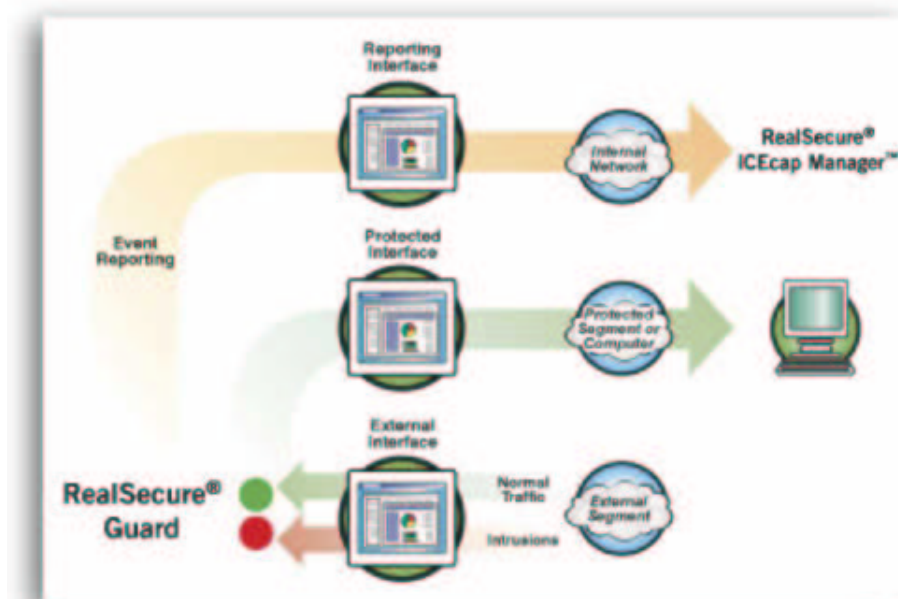 Reporting
Interface
Internal
Network
RealSecure®
ICEcap Manager™
Event
Reporting
Protected
Interface
Protected
Segment or
Computer
External
Interface
RealSecure®
Guard
Normal
Traffic
Intrusions
External
Segment